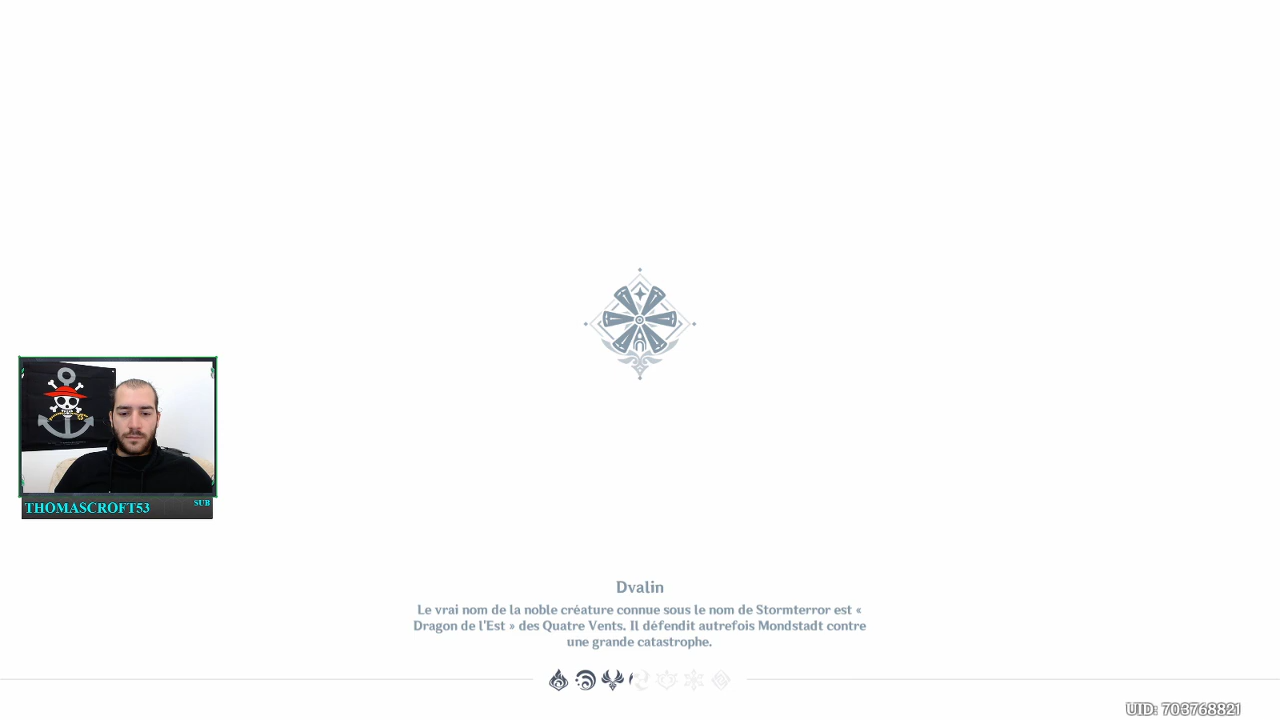 THOMASCROFT53
SUB
Dvalin
Le vrai nom de la noble créature connue sous le nom de Stormterror est «
Dragon de l'Est » des Quatre Vents. Il défendit autrefois Mondstadt contre
une grande catastrophe.
UID: 703768821